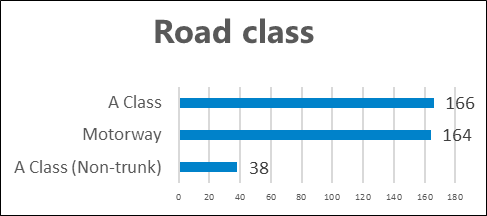 Road class
A Class 166
Motorway 164
A Class (Non-trunk) 38
0 20 40 60 80 100 120 140 160 180